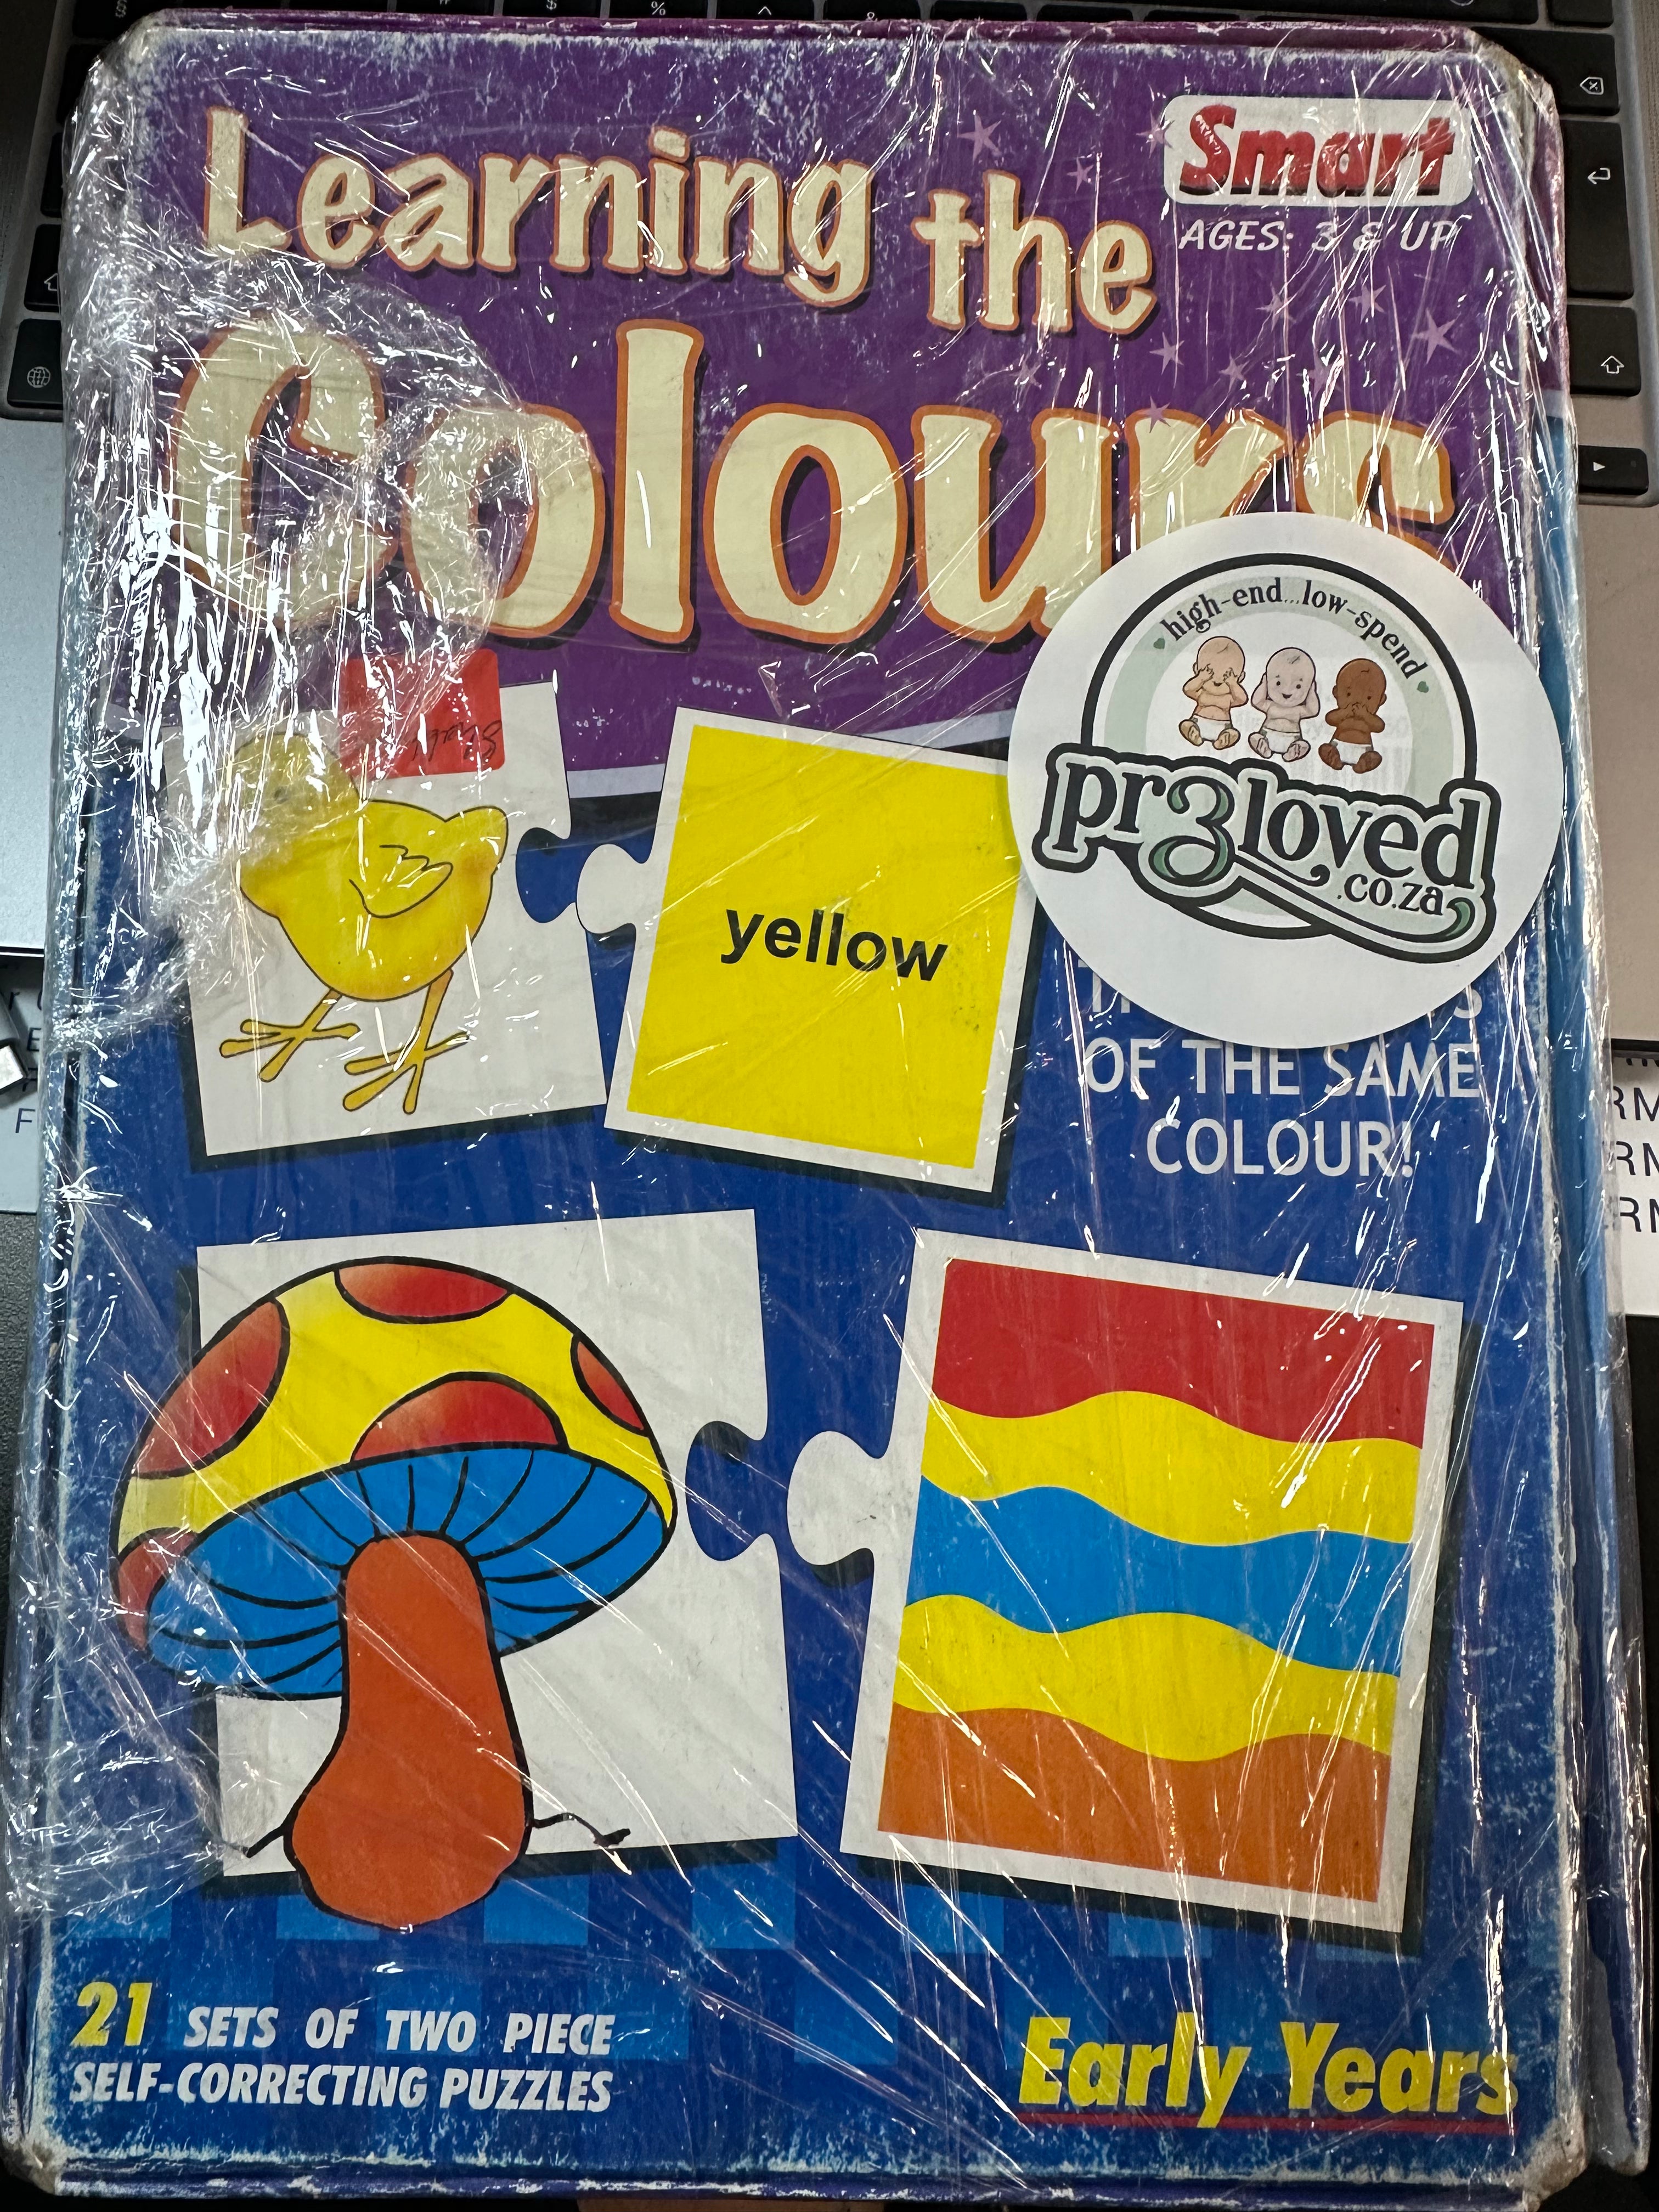 Learning the
Colours
Smart
AGES: 3 & UP
high-end...low-spend
pr3loved
.co.za
yellow
OF THE SAME
COLOUR!
21 SETS OF TWO PIECE
SELF-CORRECTING PUZZLES
Early Years